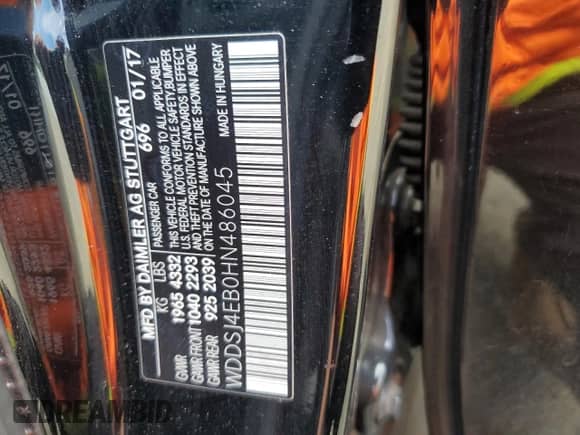 MFD BY DAIMLER AG STUTTGART
696 01/17
KG LBS PASSENGER CAR
GVWR 1965 4332 THIS VEHICLE CONFORMS TO ALL APPLICABLE
U.S. FEDERAL MOTOR VEHICLE SAFETY, BUMPER
GAWR FRONT 1040 2293 AND THEFT PREVENTION STANDARDS IN EFFECT
GAWR REAR 925 2039 ON THE DATE OF MANUFACTURE SHOWN ABOVE
WDDSJ4EB0HN486045 MADE IN HUNGARY
DREAMBID